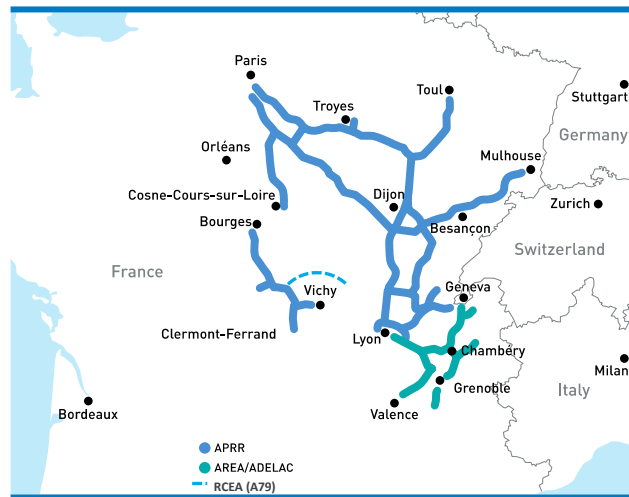 Paris
Toul
Stuttgart
Troyes
Germany
Orléans
Mulhouse
Cosne-Cours-sur-Loire
Dijon
Zurich
Bourges
Besançon
Switzerland
France
Geneva
Vichy
Clermont-Ferrand
Lyon
Chambéry
Milan
Grenoble
Italy
Bordeaux
Valence
APRR
AREA/ADELAC
RCEA (A79)